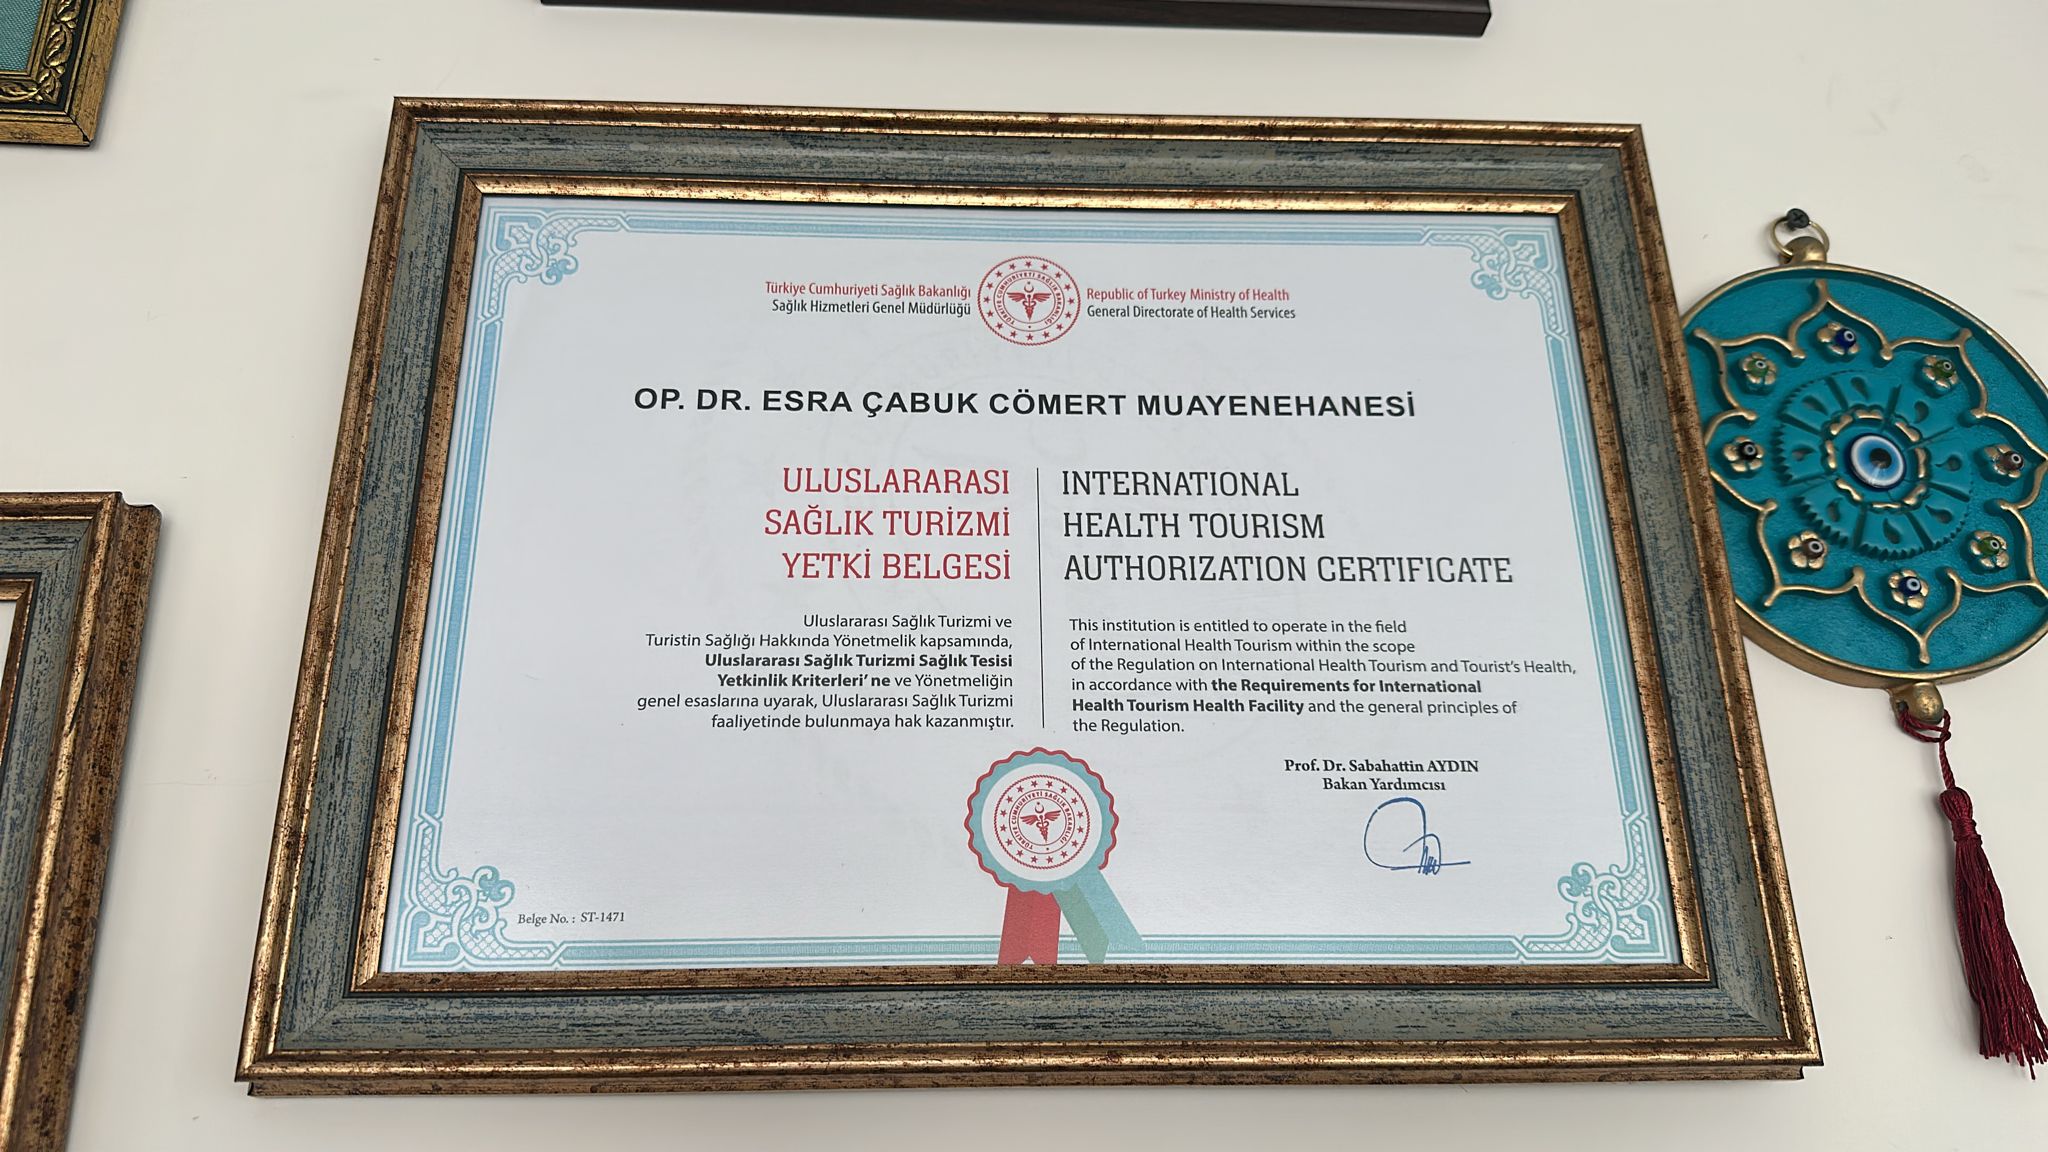 Türkiye Cumhuriyeti Sağlık Bakanlığı
Sağlık Hizmetleri Genel Müdürlüğü
Republic of Turkey Ministry of Health
General Directorate of Health Services
OP. DR. ESRA ÇABUK CÖMERT MUAYENEHANESİ
ULUSLARARASI
SAĞLIK TURİZMİ
YETKİ BELGESİ
INTERNATIONAL
HEALTH TOURISM
AUTHORIZATION CERTIFICATE
Uluslararası Sağlık Turizmi ve
Turistin Sağlığı Hakkında Yönetmelik kapsamında,
Uluslararası Sağlık Turizmi Sağlık Tesisi
Yetkinlik Kriterleri' ne ve Yönetmeliğin
genel esaslarına uyarak, Uluslararası Sağlık Turizmi
faaliyetinde bulunmaya hak kazanmıştır.
This institution is entitled to operate in the field
of International Health Tourism within the scope
of the Regulation on International Health Tourism and Tourist's Health,
in accordance with the Requirements for International
Health Tourism Health Facility and the general principles of
the Regulation.
Prof. Dr. Sabahattin AYDIN
Bakan Yardımcısı
TÜRKİYE CUMHURİYETİ SAĞLIK BAKANLIĞI
Belge No. : ST-1471